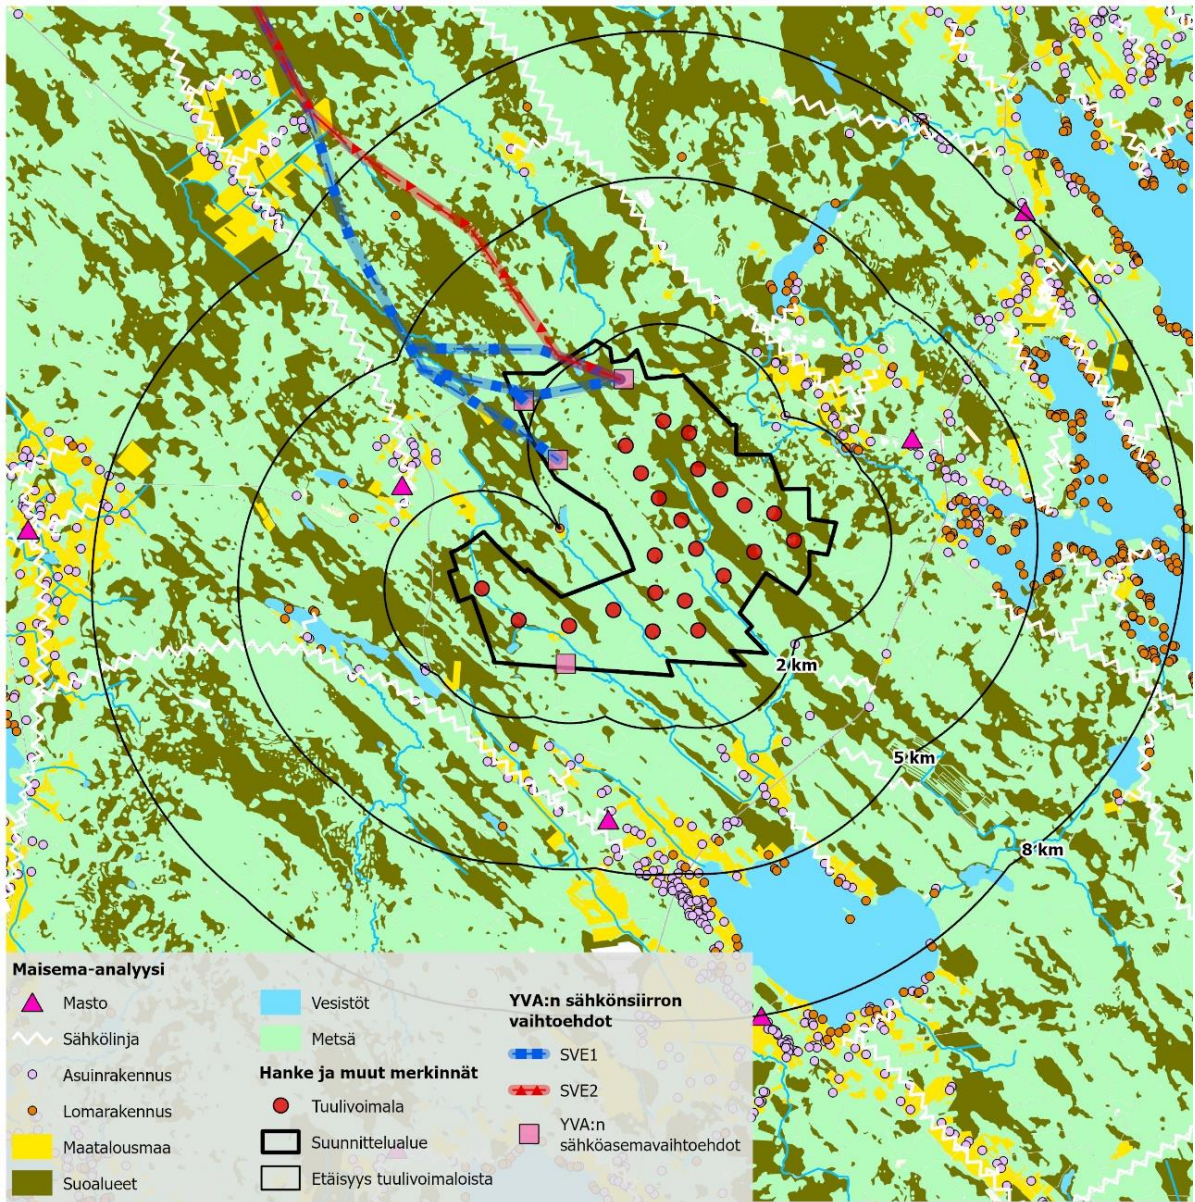 2 km
5 km
8 km
Maisema-analyysi
Masto
Sähkölinja
Asuinrakennus
Lomarakennus
Maatalousmaa
Suoalueet
Vesistöt
Metsä
Hanke ja muut merkinnät
Tuulivoimala
Suunnittelualue
Etäisyys tuulivoimaloista
YVA:n sähkönsiirron
vaihtoehdot
SVE1
SVE2
YVA:n
sähköasemavaihtoehdot